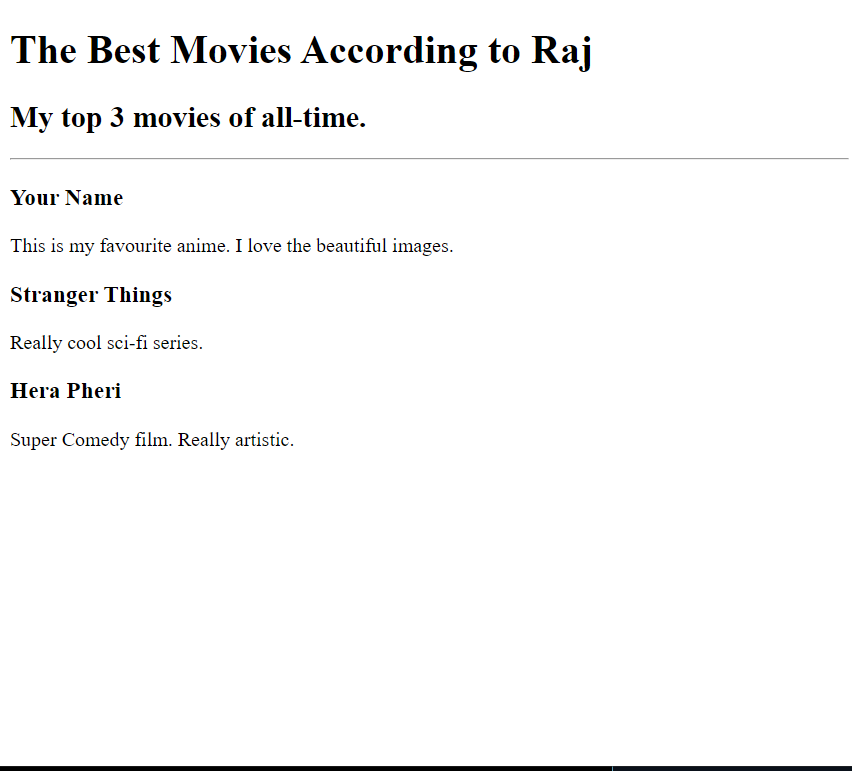 The Best Movies According to Raj
My top 3 movies of all-time.
Your Name
This is my favourite anime. I love the beautiful images.
Stranger Things
Really cool sci-fi series.
Hera Pheri
Super Comedy film. Really artistic.